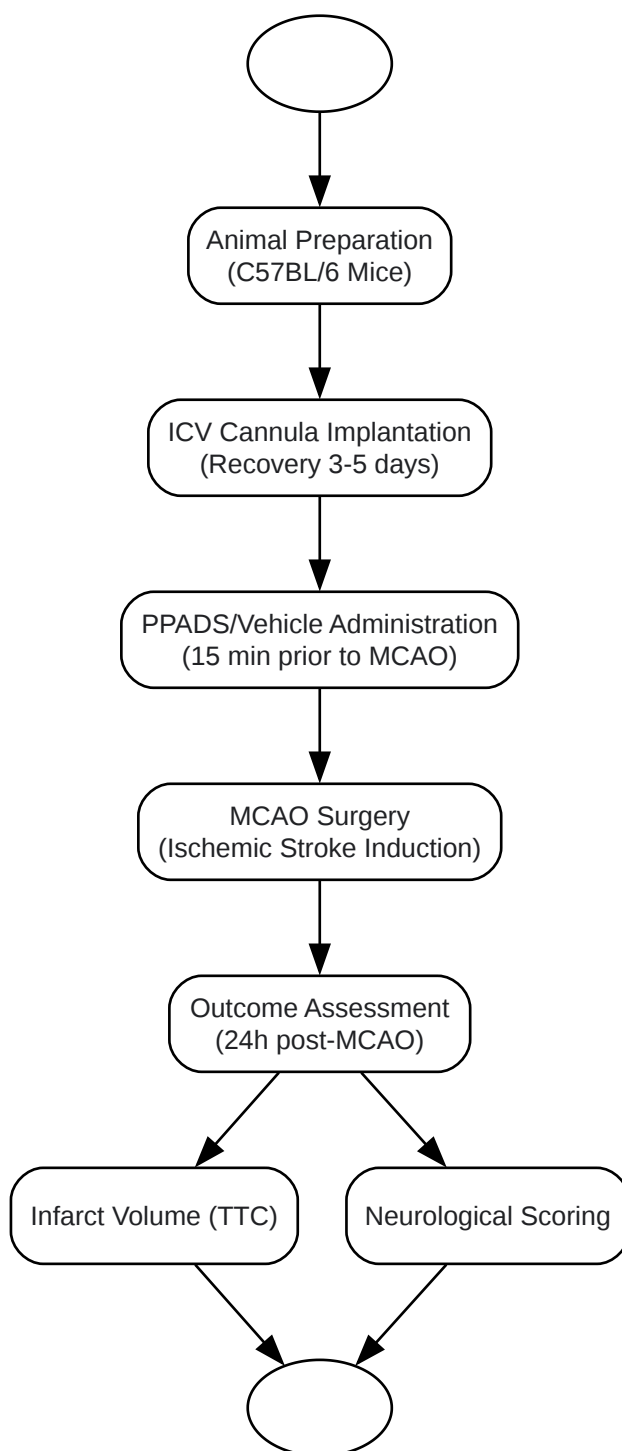 Animal Preparation
(C57BL/6 Mice)
ICV Cannula Implantation
(Recovery 3-5 days)
PPADS/Vehicle Administration
(15 min prior to MCAO)
MCAO Surgery
(Ischemic Stroke Induction)
Outcome Assessment
(24h post-MCAO)
Infarct Volume (TTC)
Neurological Scoring